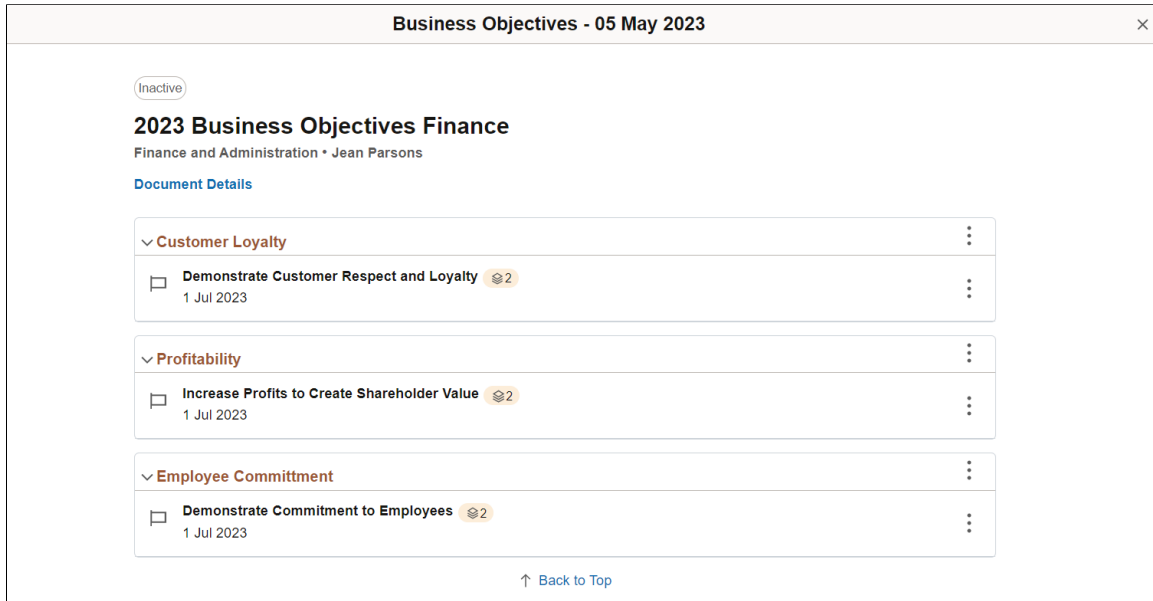 Business Objectives - 05 May 2023
Inactive
2023 Business Objectives Finance
Finance and Administration • Jean Parsons
Document Details
Customer Loyalty
Demonstrate Customer Respect and Loyalty 2
1 Jul 2023
Profitability
Increase Profits to Create Shareholder Value 2
1 Jul 2023
Employee Committment
Demonstrate Commitment to Employees 2
1 Jul 2023
Back to Top